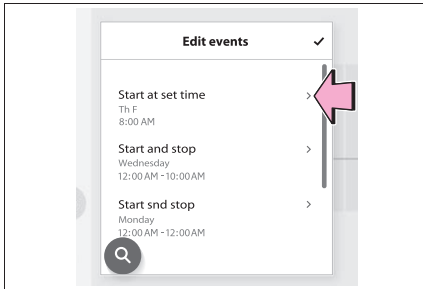 Edit events
Start at set time
Th F
8:00 AM
Start and stop
Wednesday
12:00 AM - 10:00 AM
Start snd stop
Monday
12:00 AM - 12:00 AM